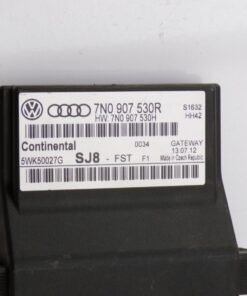 7N0 907 530R
HW: 7N0 907 530H
S1632
HH42
Continental
0034
GATEWAY
13.07.12
5WK50027G
SJ8 - FST F1
Made in Czech Republic